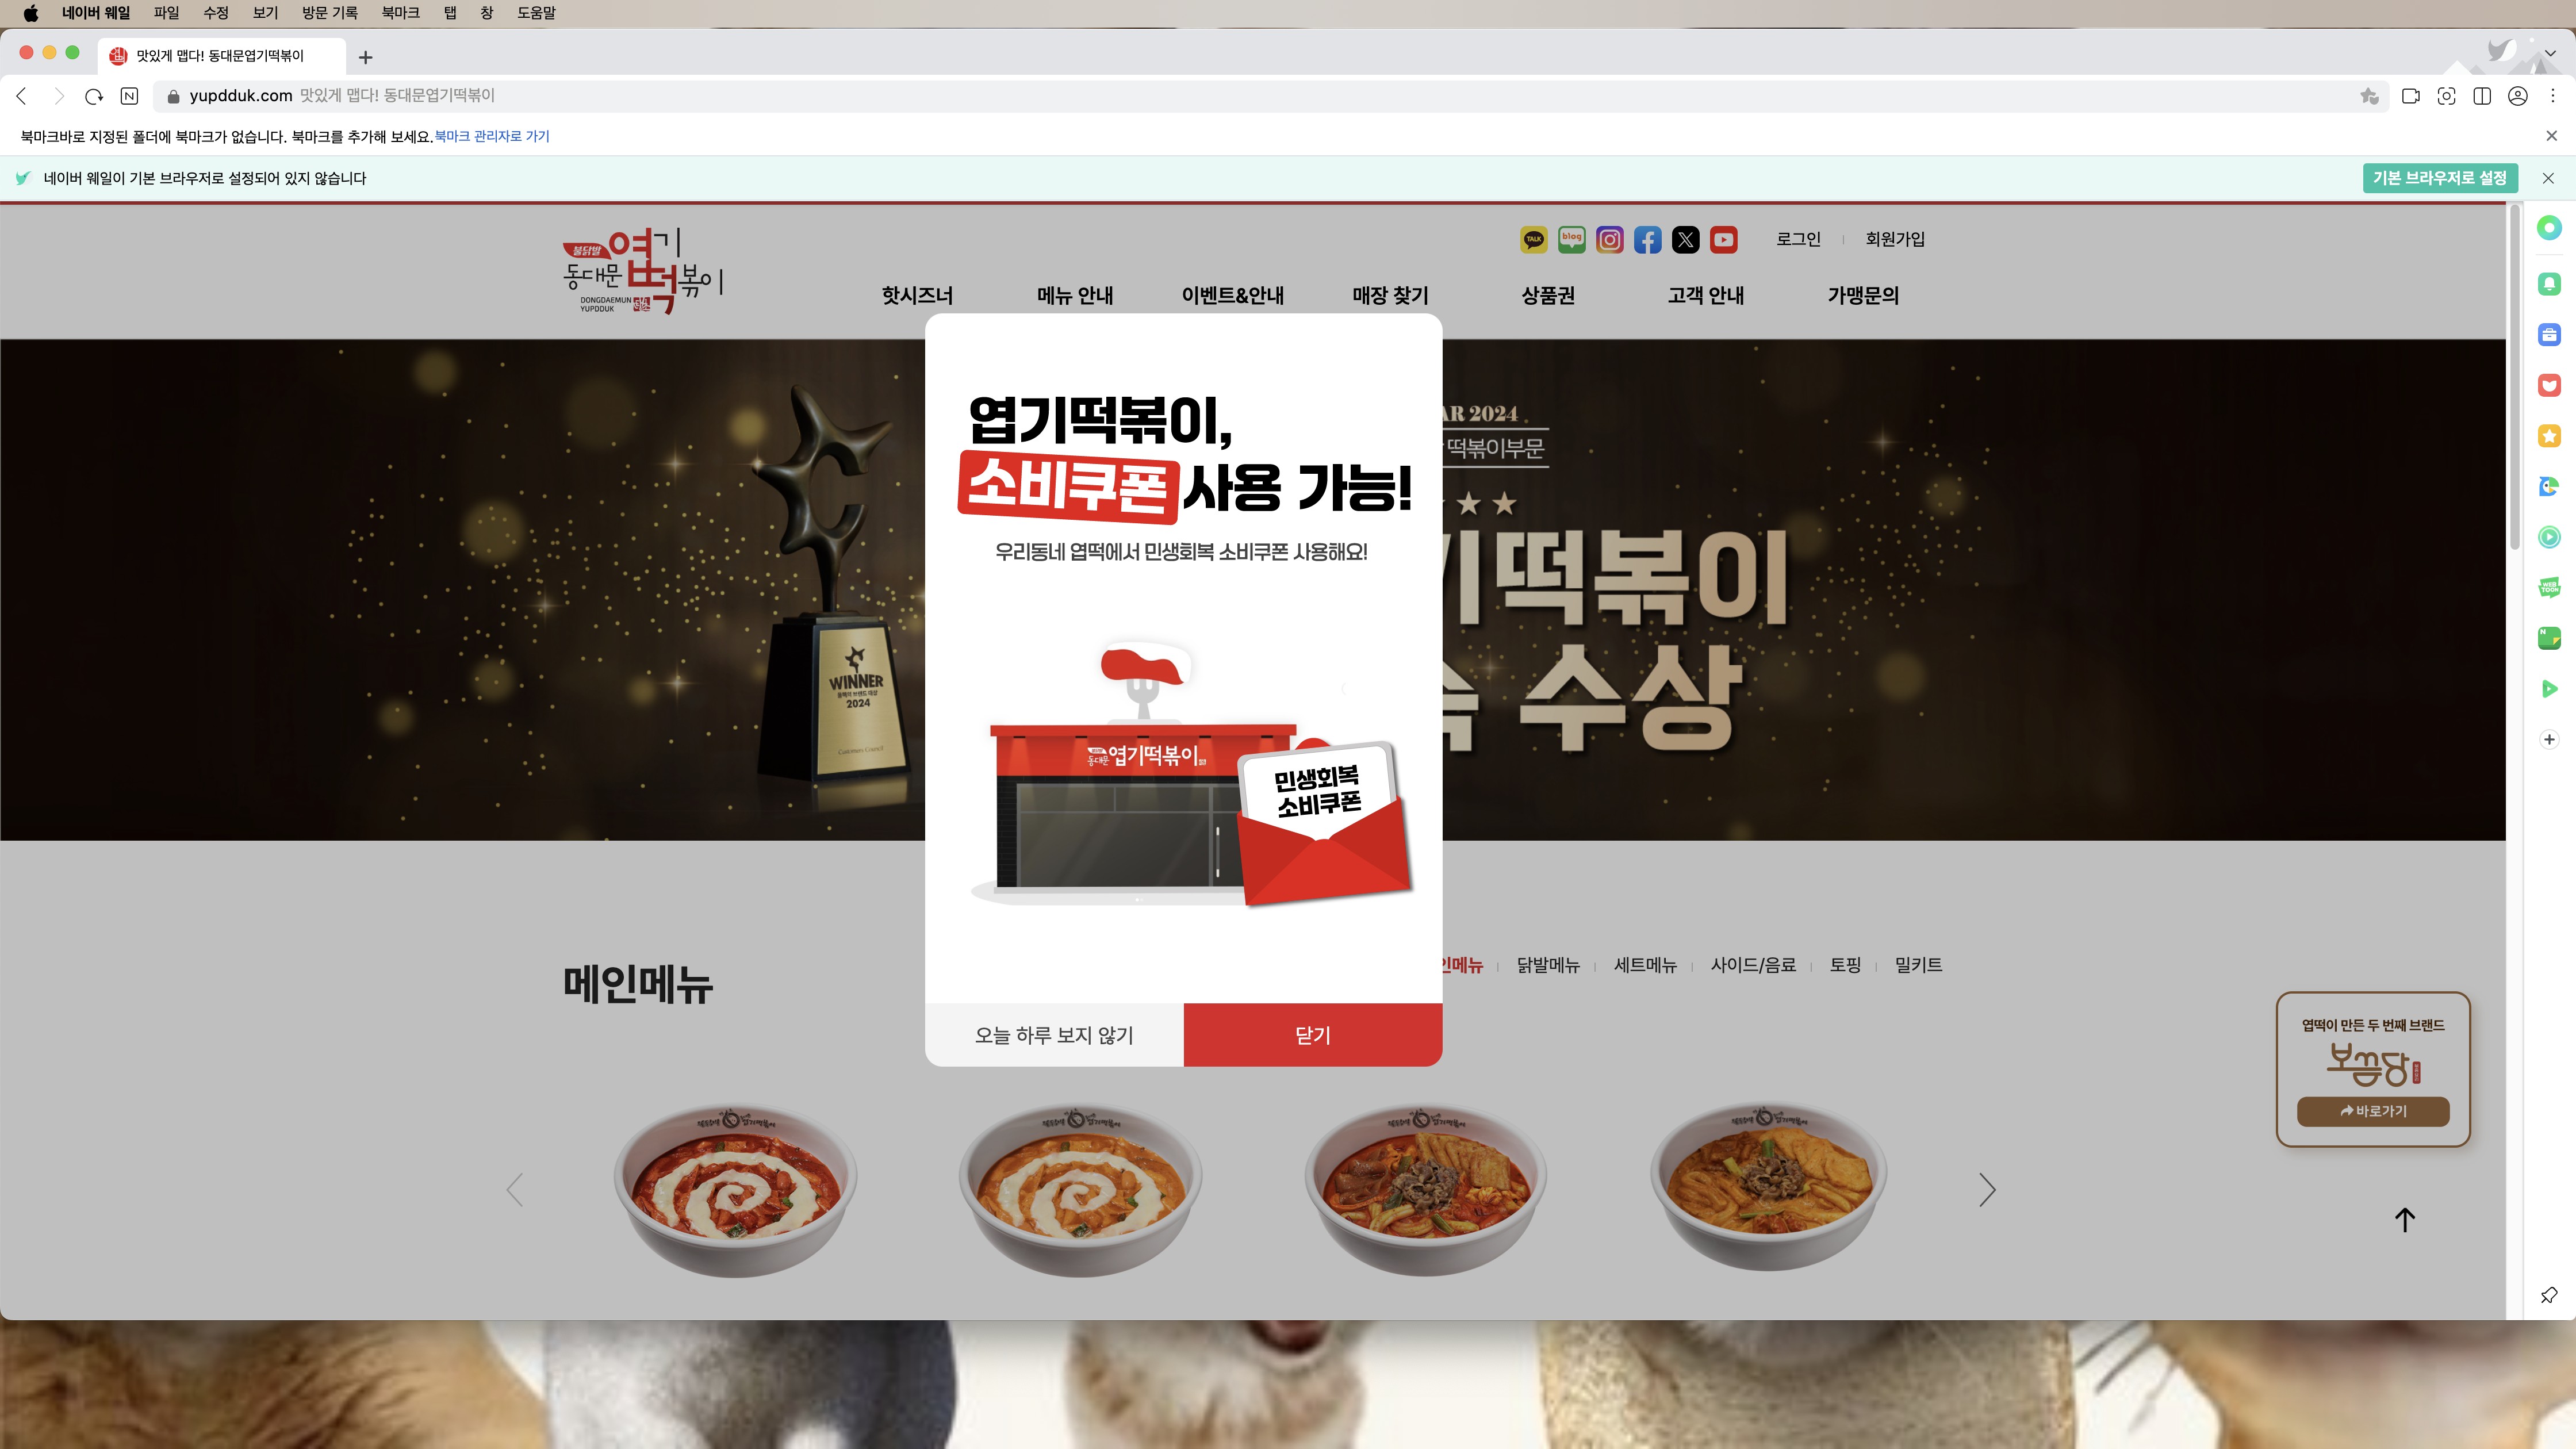 네이버 웨일 파일 수정 보기 방문 기록 북마크 탭 창 도움말
맛있게 맵다! 동대문엽기떡볶이
yupdduk.com 맛있게 맵다! 동대문엽기떡볶이
북마크바로 지정된 폴더에 북마크가 없습니다. 북마크를 추가해 보세요. 북마크 관리자로 가기
네이버 웨일이 기본 브라우저로 설정되어 있지 않습니다
기본 브라우저로 설정
불닭발
동대문 엽기떡볶이
DONGDAEMUN
YUPDDUK
TALK
blog
로그인
회원가입
핫시즈너
메뉴 안내
이벤트&안내
매장 찾기
상품권
고객 안내
가맹문의
AR 2024
떡볶이부문
떡볶이
수상
WINNER
2024
엽기떡볶이,
소비쿠폰 사용 가능!
우리동네 엽떡에서 민생회복 소비쿠폰 사용해요!
동대문 엽기떡볶이
민생회복
소비쿠폰
오늘 하루 보지 않기
닫기
메인메뉴
인메뉴
닭발메뉴
세트메뉴
사이드/음료
토핑
밀키트
엽떡이 만든 두 번째 브랜드
보끔당
바로가기
WEB
TOON